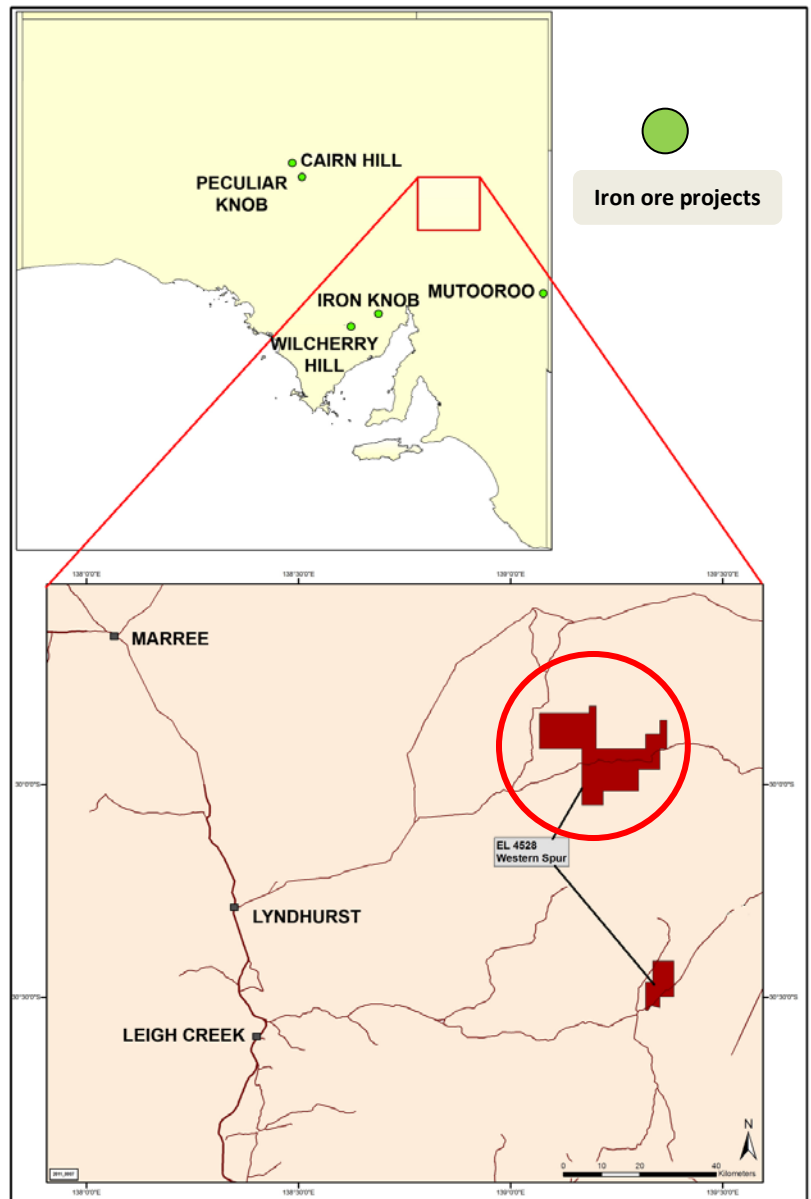 CAIRN HILL
PECULIAR
KNOB
Iron ore projects
MUTOOROO
IRON KNOB
WILCHERRY
HILL
138°0'0"E
138°30'0"E
139°0'0"E
139°30'0"E
MARREE
30°0'0"S
30°0'0"S
EL 4528
Western Spur
LYNDHURST
30°30'0"S
30°30'0"S
LEIGH CREEK
N
0 10 20 40
Kilometers
138°0'0"E
138°30'0"E
139°0'0"E
139°30'0"E